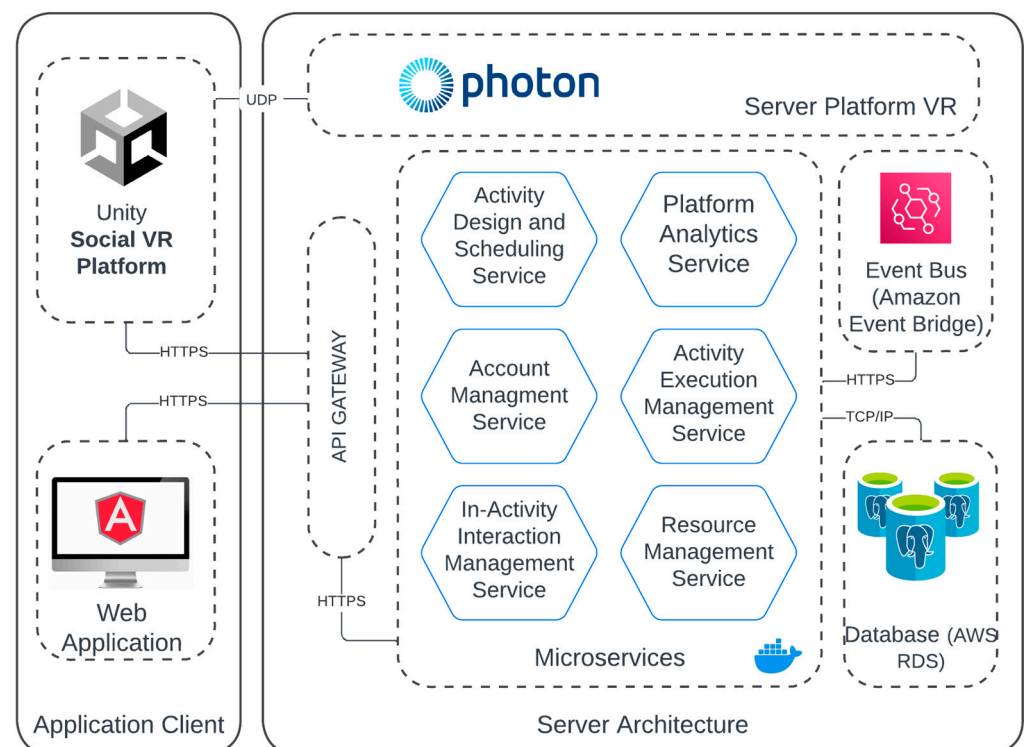 photon
Server Platform VR
UDP
Unity
Social VR
Platform
HTTPS
HTTPS
A
Web
Application
Application Client
API GATEWAY
HTTPS
Activity
Design and
Scheduling
Service
Platform
Analytics
Service
Account
Managment
Service
Activity
Execution
Management
Service
In-Activity
Interaction
Management
Service
Resource
Management
Service
Microservices
Event Bus
(Amazon
Event Bridge)
HTTPS
TCP/IP
Database (AWS
RDS)
Server Architecture